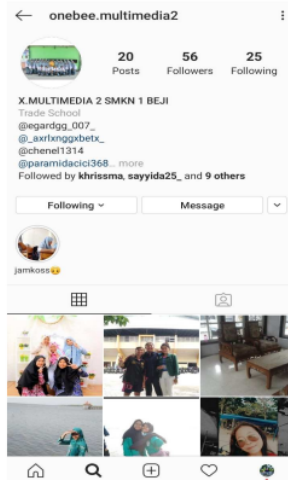 onebee.multimedia2
20 56 25
Posts Followers Following
X.MULTIMEDIA 2 SMKN 1 BEJI
Trade School
@egardgg_007_
@_axrlxnggxbetx_
@chenel1314
@paramidacici368... more
Followed by khrissma, sayyida25_ and 9 others
Following Message
jamkoss😞